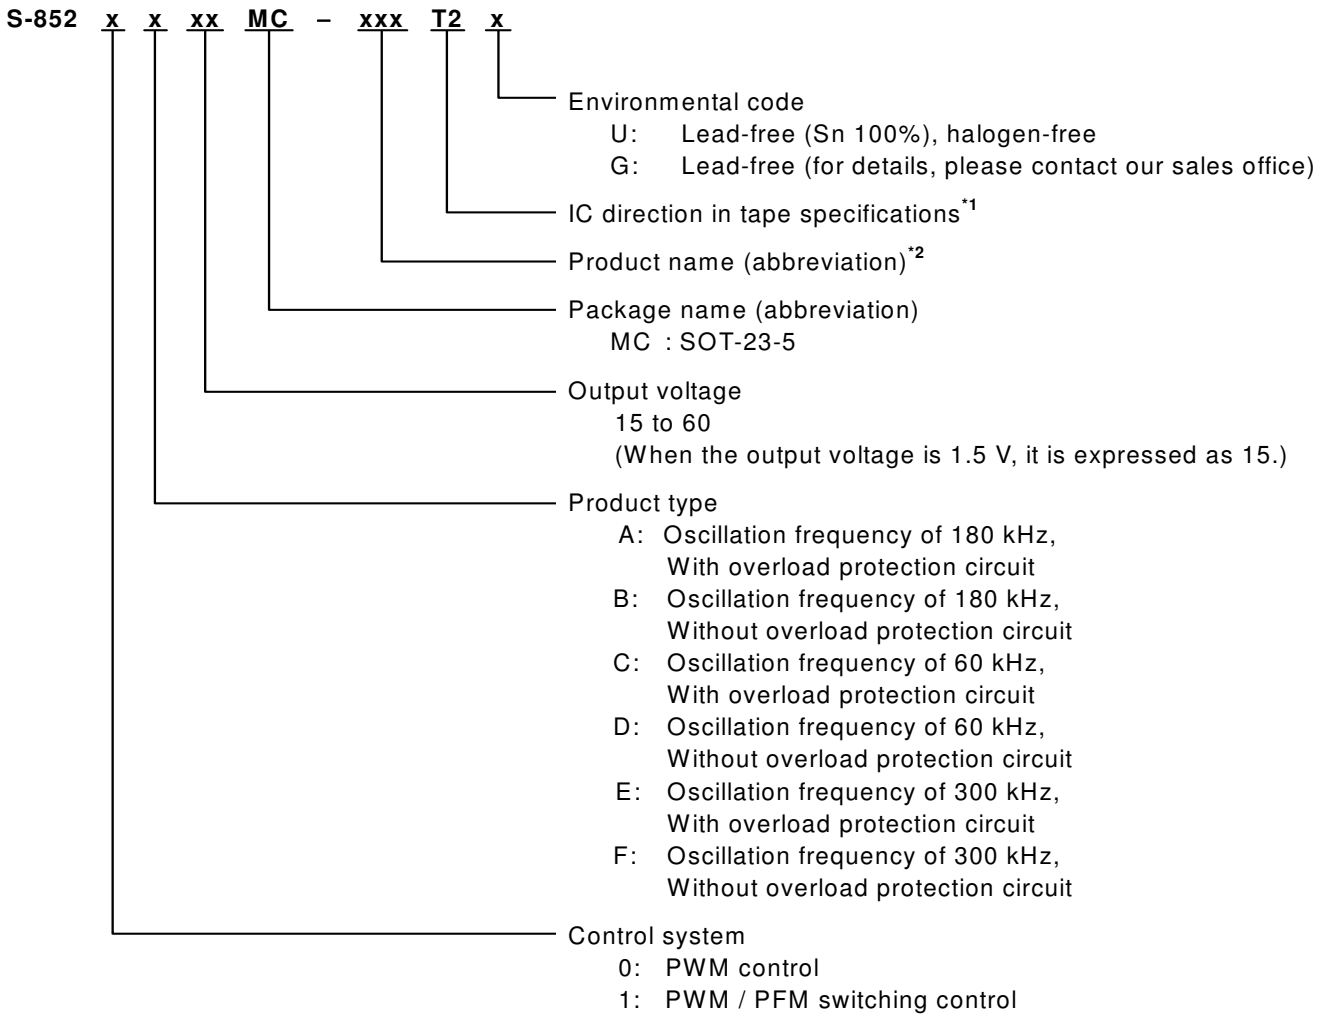 S-852 x x xx MC – xxx T2 x
Environmental code
U: Lead-free (Sn 100%), halogen-free
G: Lead-free (for details, please contact our sales office)
IC direction in tape specifications*1
Product name (abbreviation)*2
Package name (abbreviation)
MC : SOT-23-5
Output voltage
15 to 60
(When the output voltage is 1.5 V, it is expressed as 15.)
Product type
A: Oscillation frequency of 180 kHz,
With overload protection circuit
B: Oscillation frequency of 180 kHz,
Without overload protection circuit
C: Oscillation frequency of 60 kHz,
With overload protection circuit
D: Oscillation frequency of 60 kHz,
Without overload protection circuit
E: Oscillation frequency of 300 kHz,
With overload protection circuit
F: Oscillation frequency of 300 kHz,
Without overload protection circuit
Control system
0: PWM control
1: PWM / PFM switching control